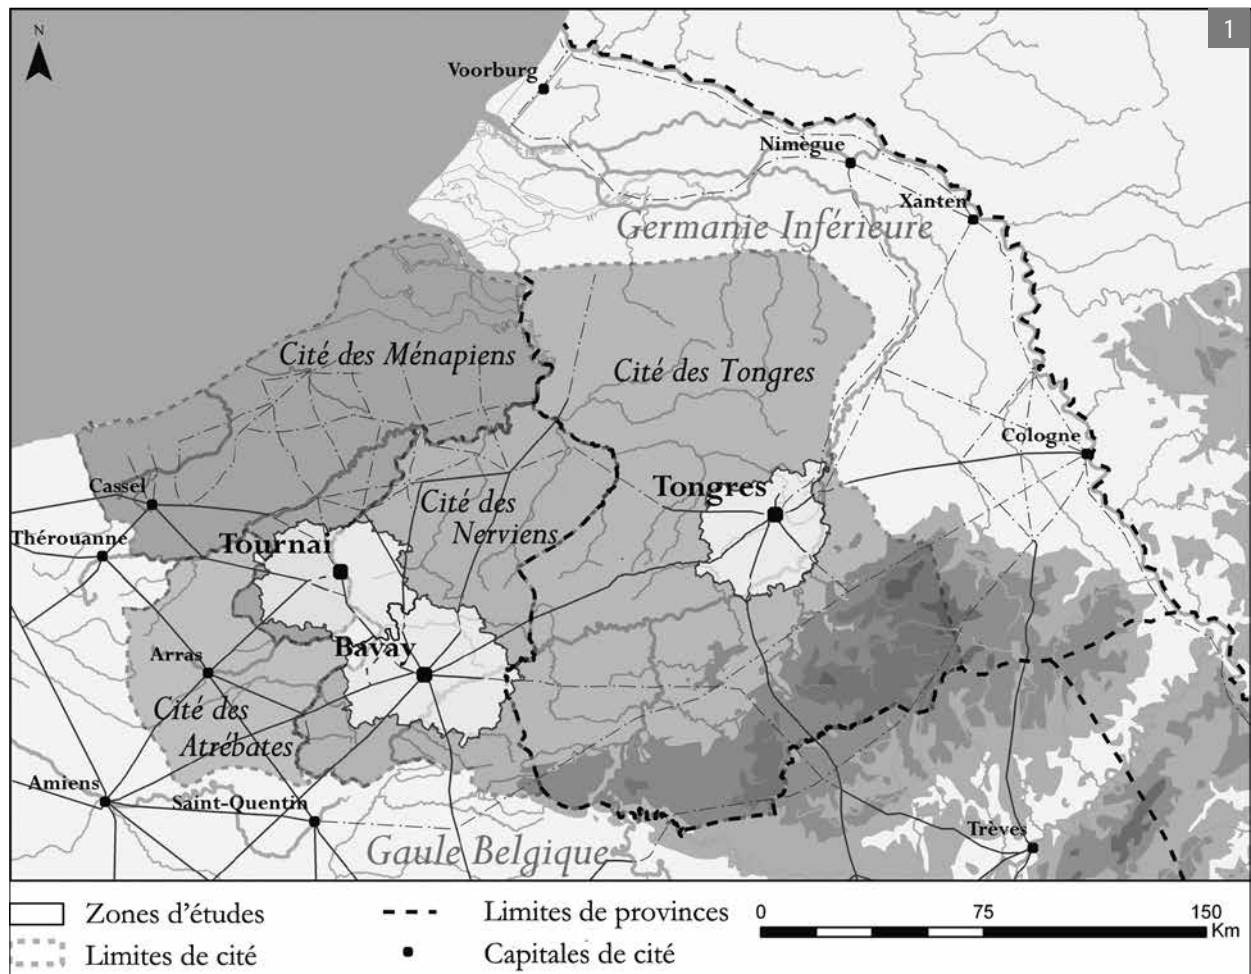 1
N
Voorburg
Nimègue
Xanten
Germanie Inférieure
Cité des Ménapiens
Cité des Tongres
Cologne
Cassel
Tongres
Cité des
Nerviens
Thérouanne
Tournai
Bavay
Arras
Cité des
Atrébates
Amiens
Saint-Quentin
Trèves
Gaule Belgique
Zones d'études
Limites de provinces
0 75 150
Km
Limites de cité
Capitales de cité